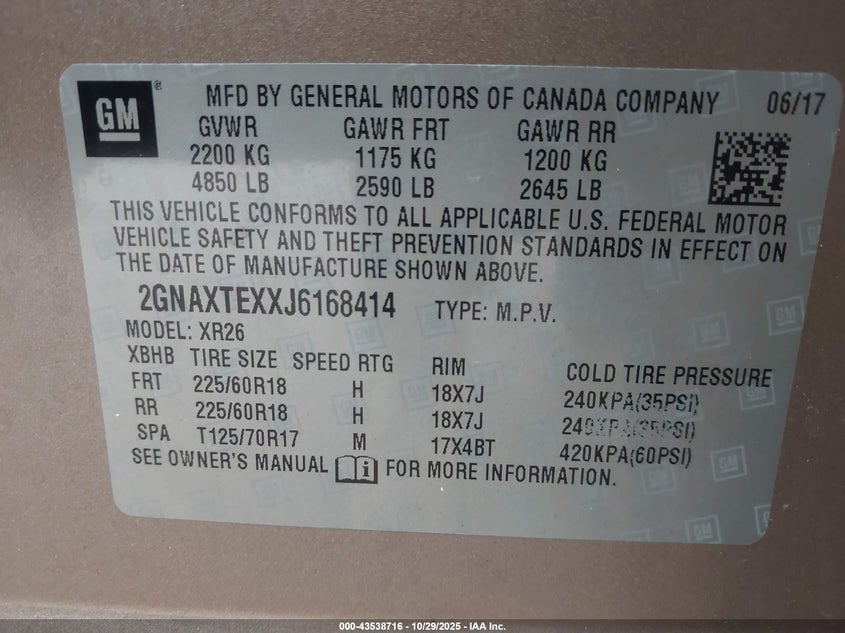 GM ® MFD BY GENERAL MOTORS OF CANADA COMPANY 06/17
GVWR GAWR FRT GAWR RR
2200 KG 1175 KG 1200 KG
4850 LB 2590 LB 2645 LB
THIS VEHICLE CONFORMS TO ALL APPLICABLE U.S. FEDERAL MOTOR
VEHICLE SAFETY AND THEFT PREVENTION STANDARDS IN EFFECT ON
THE DATE OF MANUFACTURE SHOWN ABOVE.
2GNAXTEXXJ6168414 TYPE: M.P.V.
MODEL: XR26
XBHB TIRE SIZE SPEED RTG RIM COLD TIRE PRESSURE
FRT 225/60R18 H 18X7J 240KPA(35PSI)
RR 225/60R18 H 18X7J 240KPA(35PSI)
SPA T125/70R17 M 17X4BT 420KPA(60PSI)
SEE OWNER'S MANUAL FOR MORE INFORMATION.
000-43538716 - 10/29/2025 - IAA Inc.